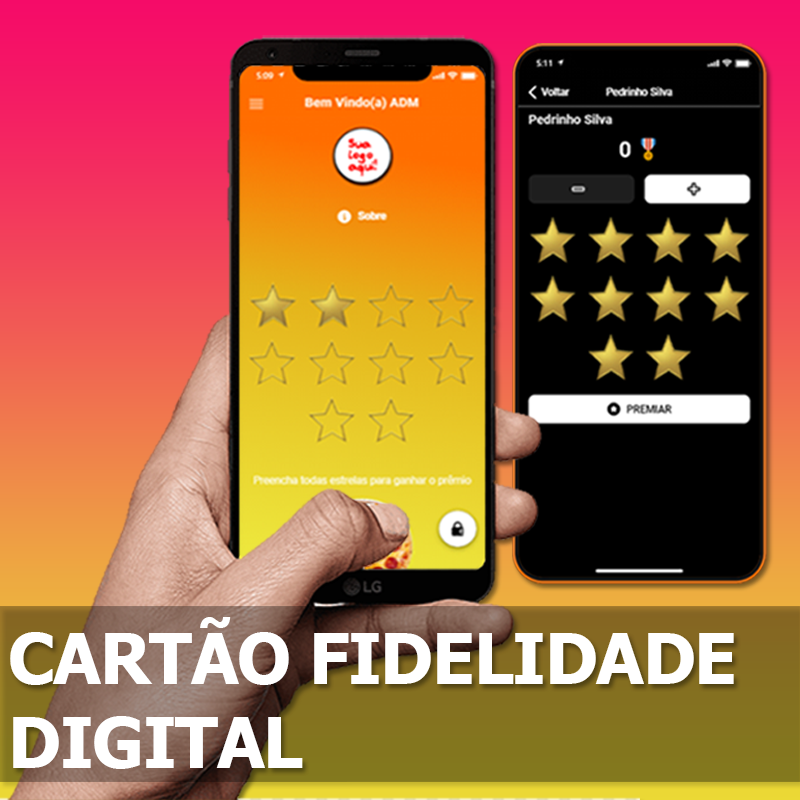 5:09
Bem Vindo(a) ADM
Sua
logo
aqui!
Sobre
Preencha todas estrelas para ganhar o prêmio
LG
5:11
Voltar
Pedrinho Silva
Pedrinho Silva
0
PREMIAR
CARTÃO FIDELIDADE
DIGITAL